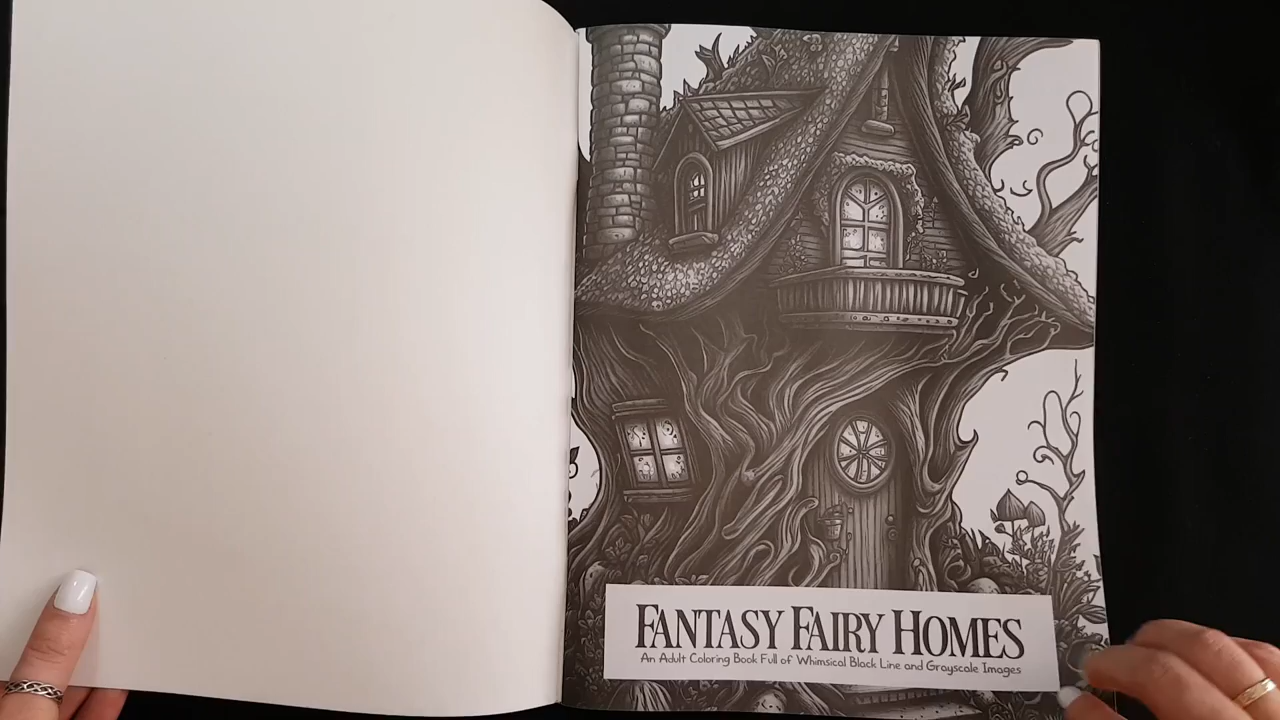 FANTASY FAIRY HOMES
An Adult Coloring Book Full of Whimsical Black Line and Grayscale Images